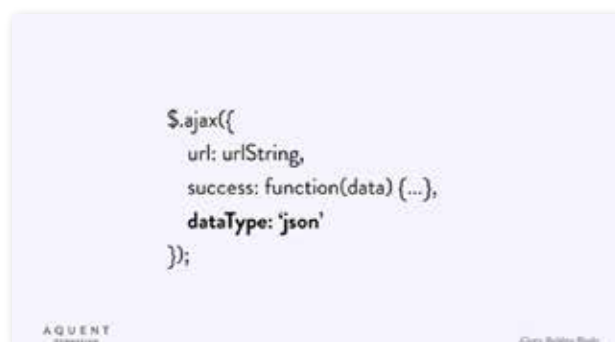 $.ajax({
url: urlString,
success: function(data) {...},
dataType: ‘json’
});
AQUENT